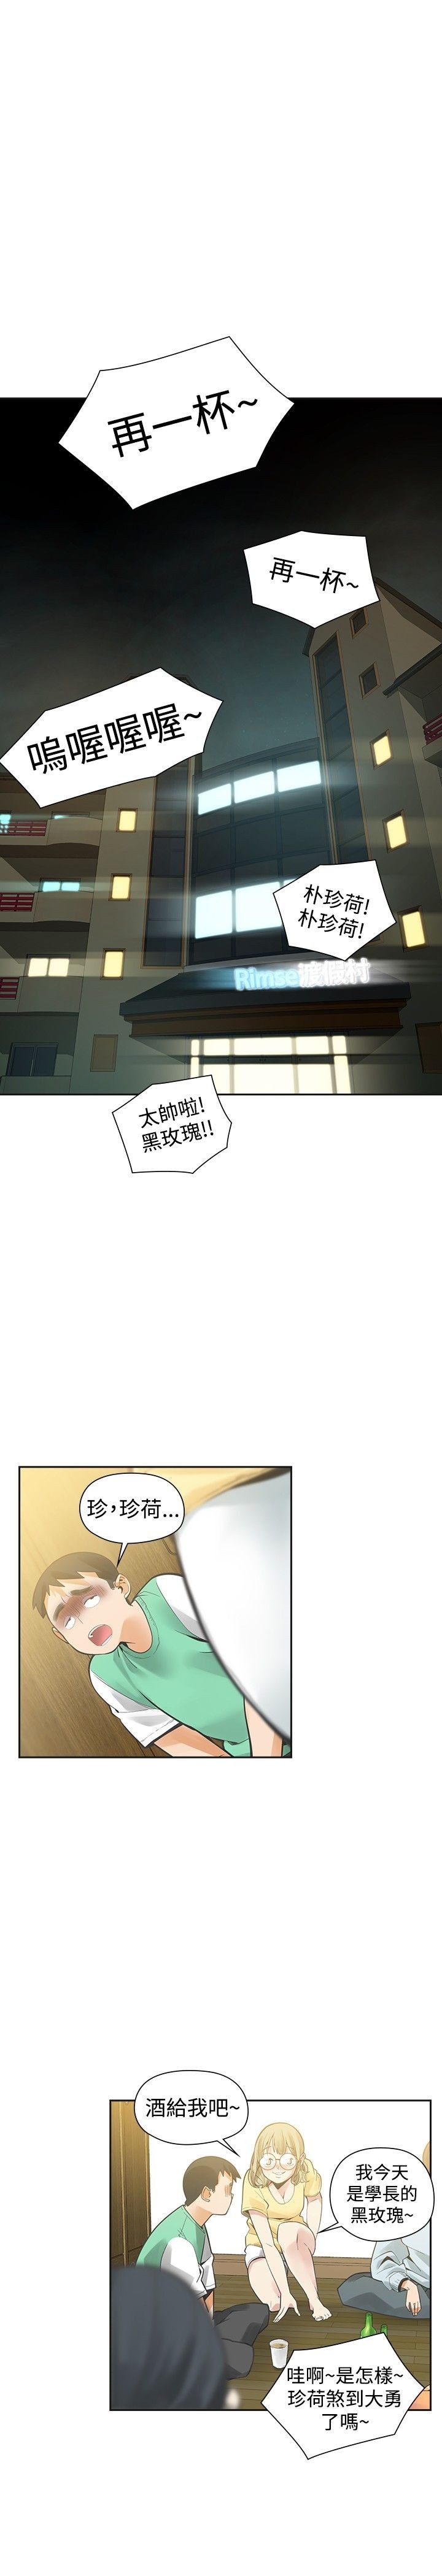 再一杯~
再一杯~
嗚喔喔喔~
朴珍荷!
朴珍荷!
Rimse渡假村
太帥啦!
黑玫瑰!!
珍,珍荷...
酒給我吧~
我今天
是學長的
黑玫瑰~
哇啊~是怎樣~
珍荷煞到大勇
了嗎~